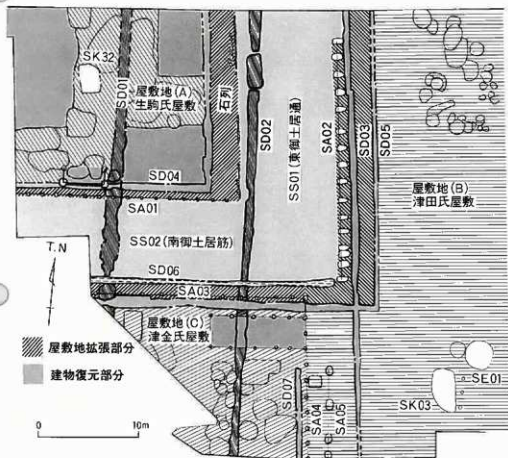 SK32
SD01
屋敷地(A)
生駒氏屋敷
石列
SD02
SS01(東御土居通)
SA02
SD03
SD05
屋敷地(B)
津田氏屋敷
SD04
SA01
SS02(南御土居筋)
T.N
SD06
SA03
屋敷地(C)
津金氏屋敷
屋敷地拡張部分
建物復元部分
0
10m
SD07
SA04
SA05
SE01
SK03